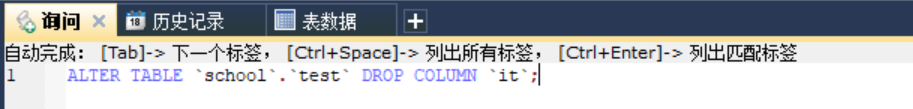 询问 18 历史记录 表数据
自动完成: [Tab]-> 下一个标签, [Ctrl+Space]-> 列出所有标签, [Ctrl+Enter]-> 列出匹配标签
1 ALTER TABLE `school`.`test` DROP COLUMN `it`;